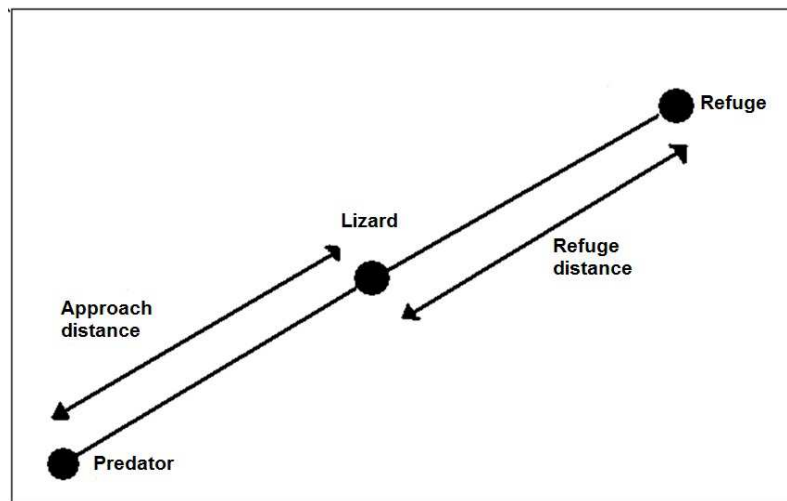 Refuge
Lizard
Refuge
distance
Approach
distance
Predator